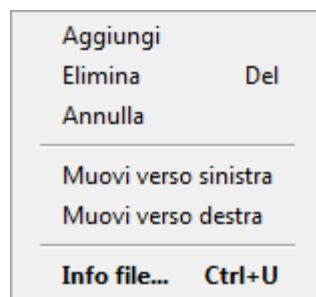 Aggiungi
Elimina Del
Annulla
Muovi verso sinistra
Muovi verso destra
Info file... Ctrl+U